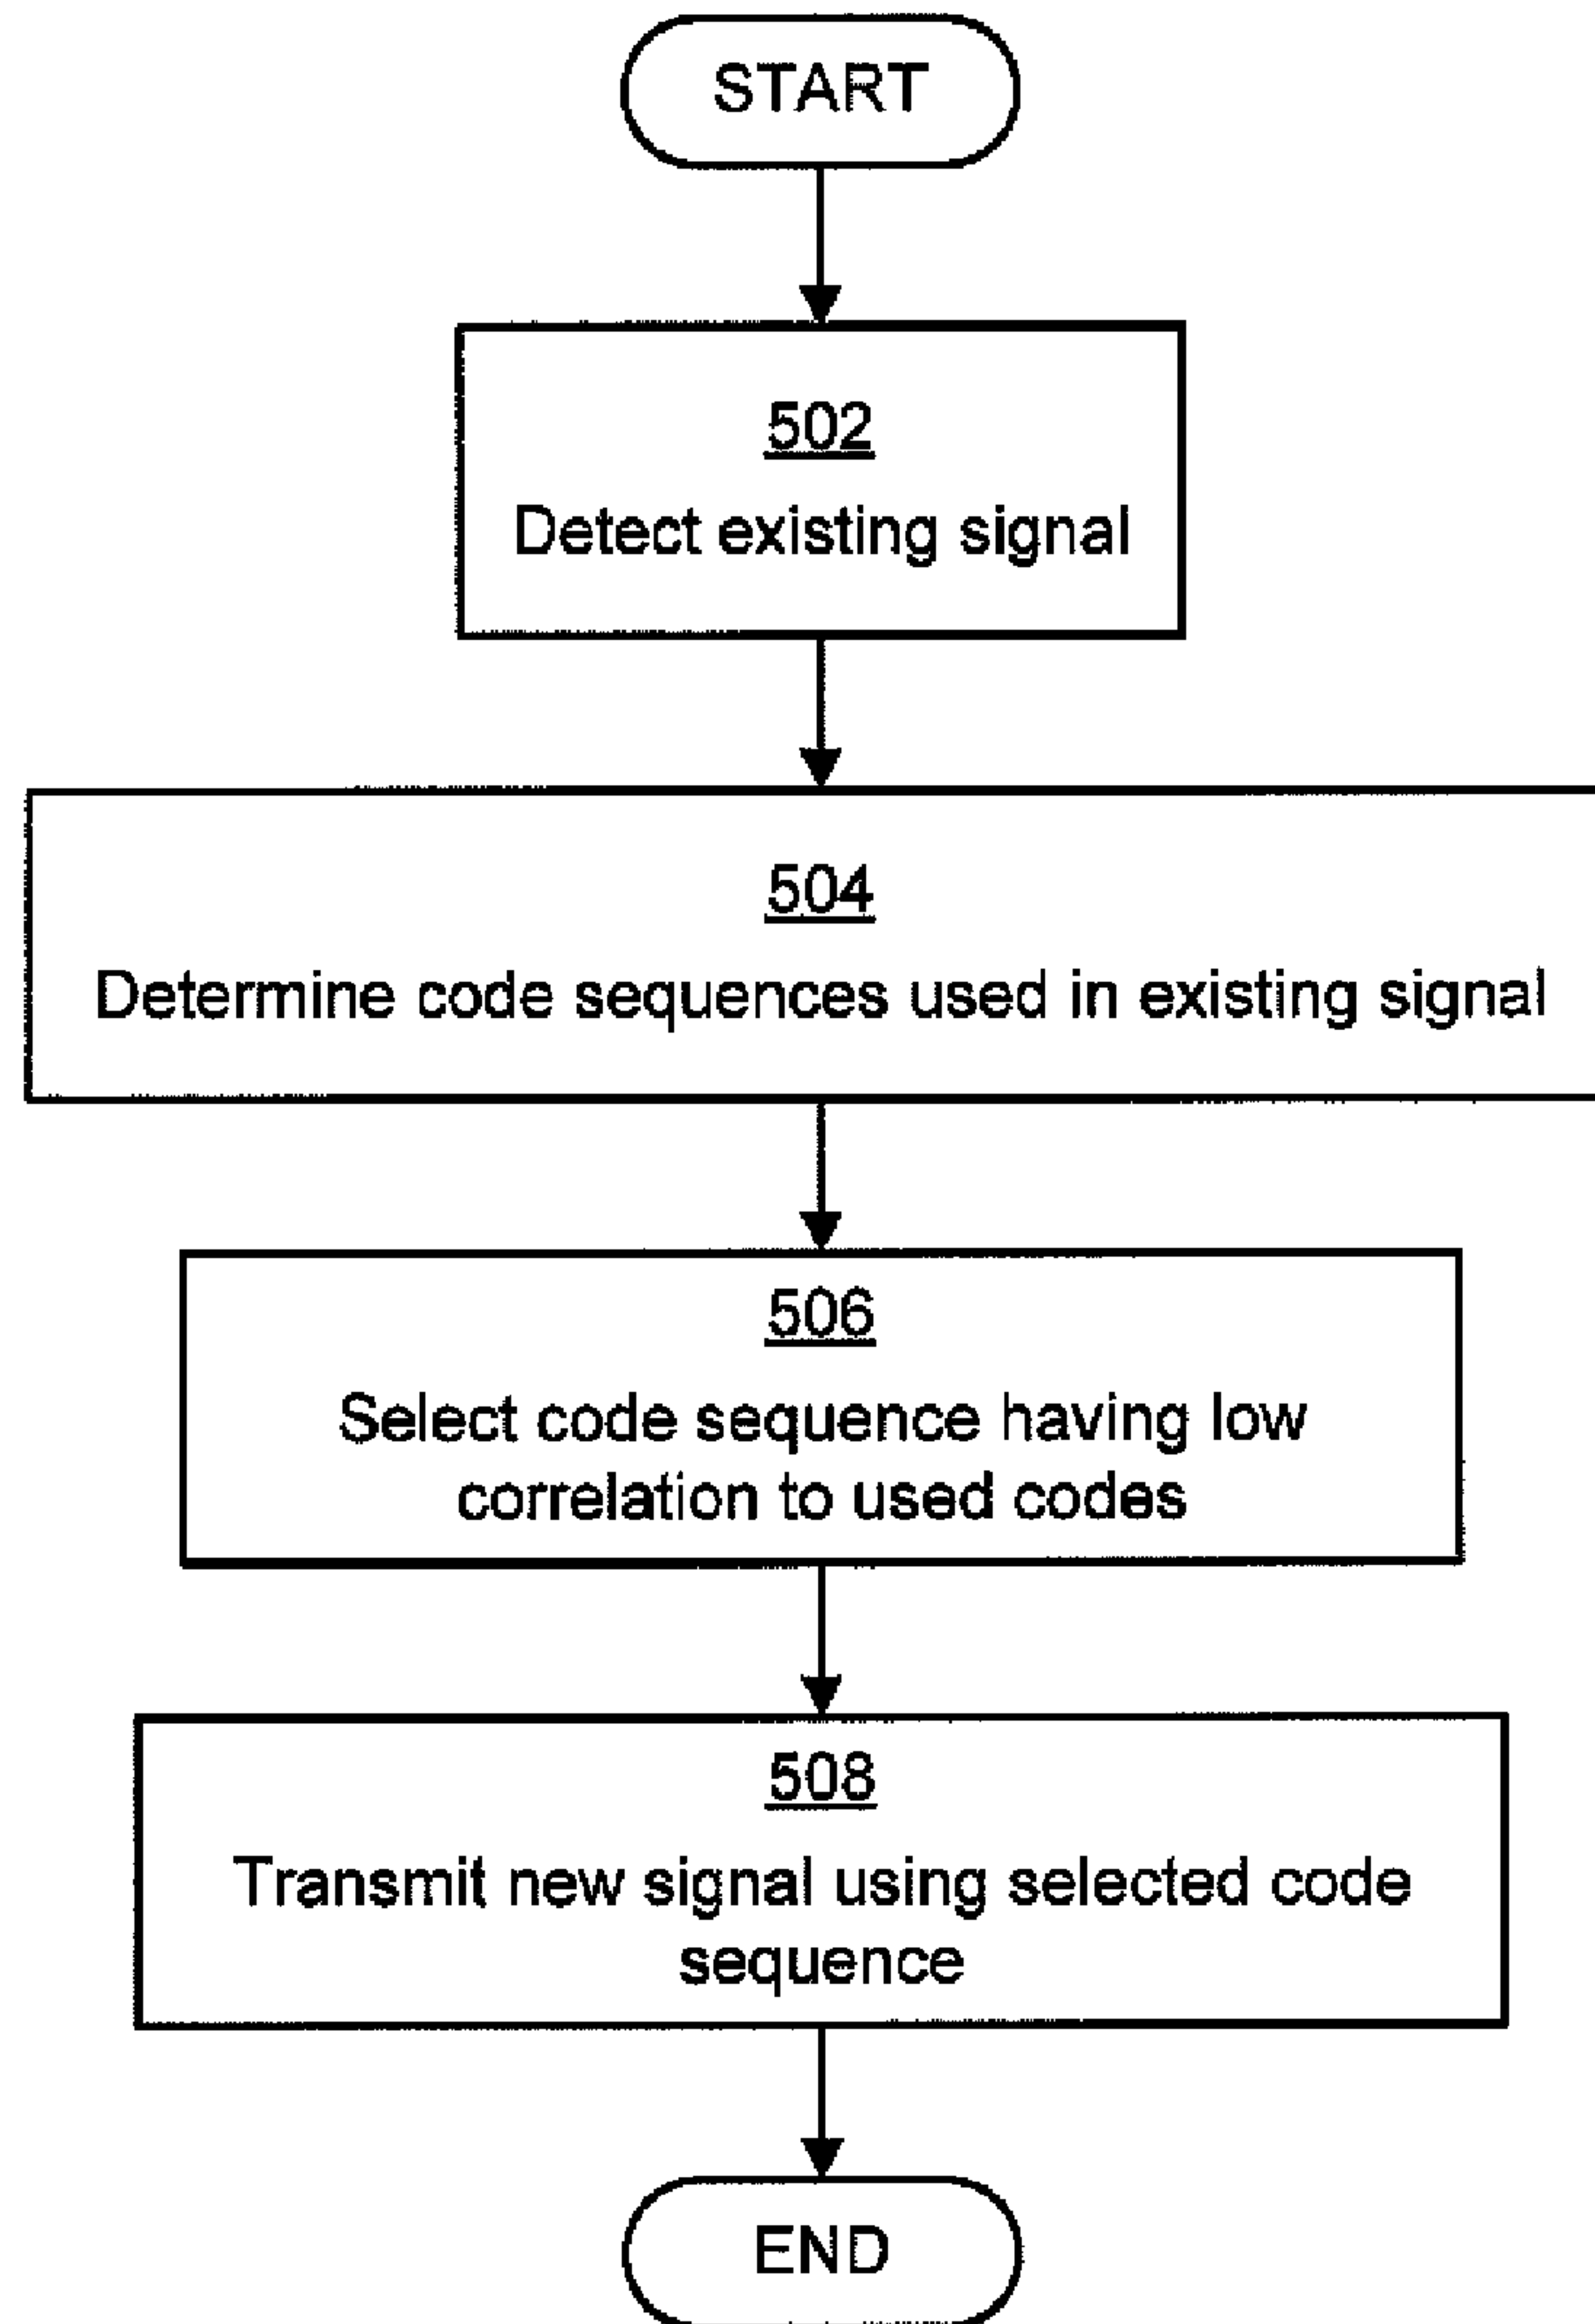 START
502
Detect existing signal
504
Determine code sequences used in existing signal
506
Select code sequence having low
correlation to used codes
508
Transmit new signal using selected code
sequence
END